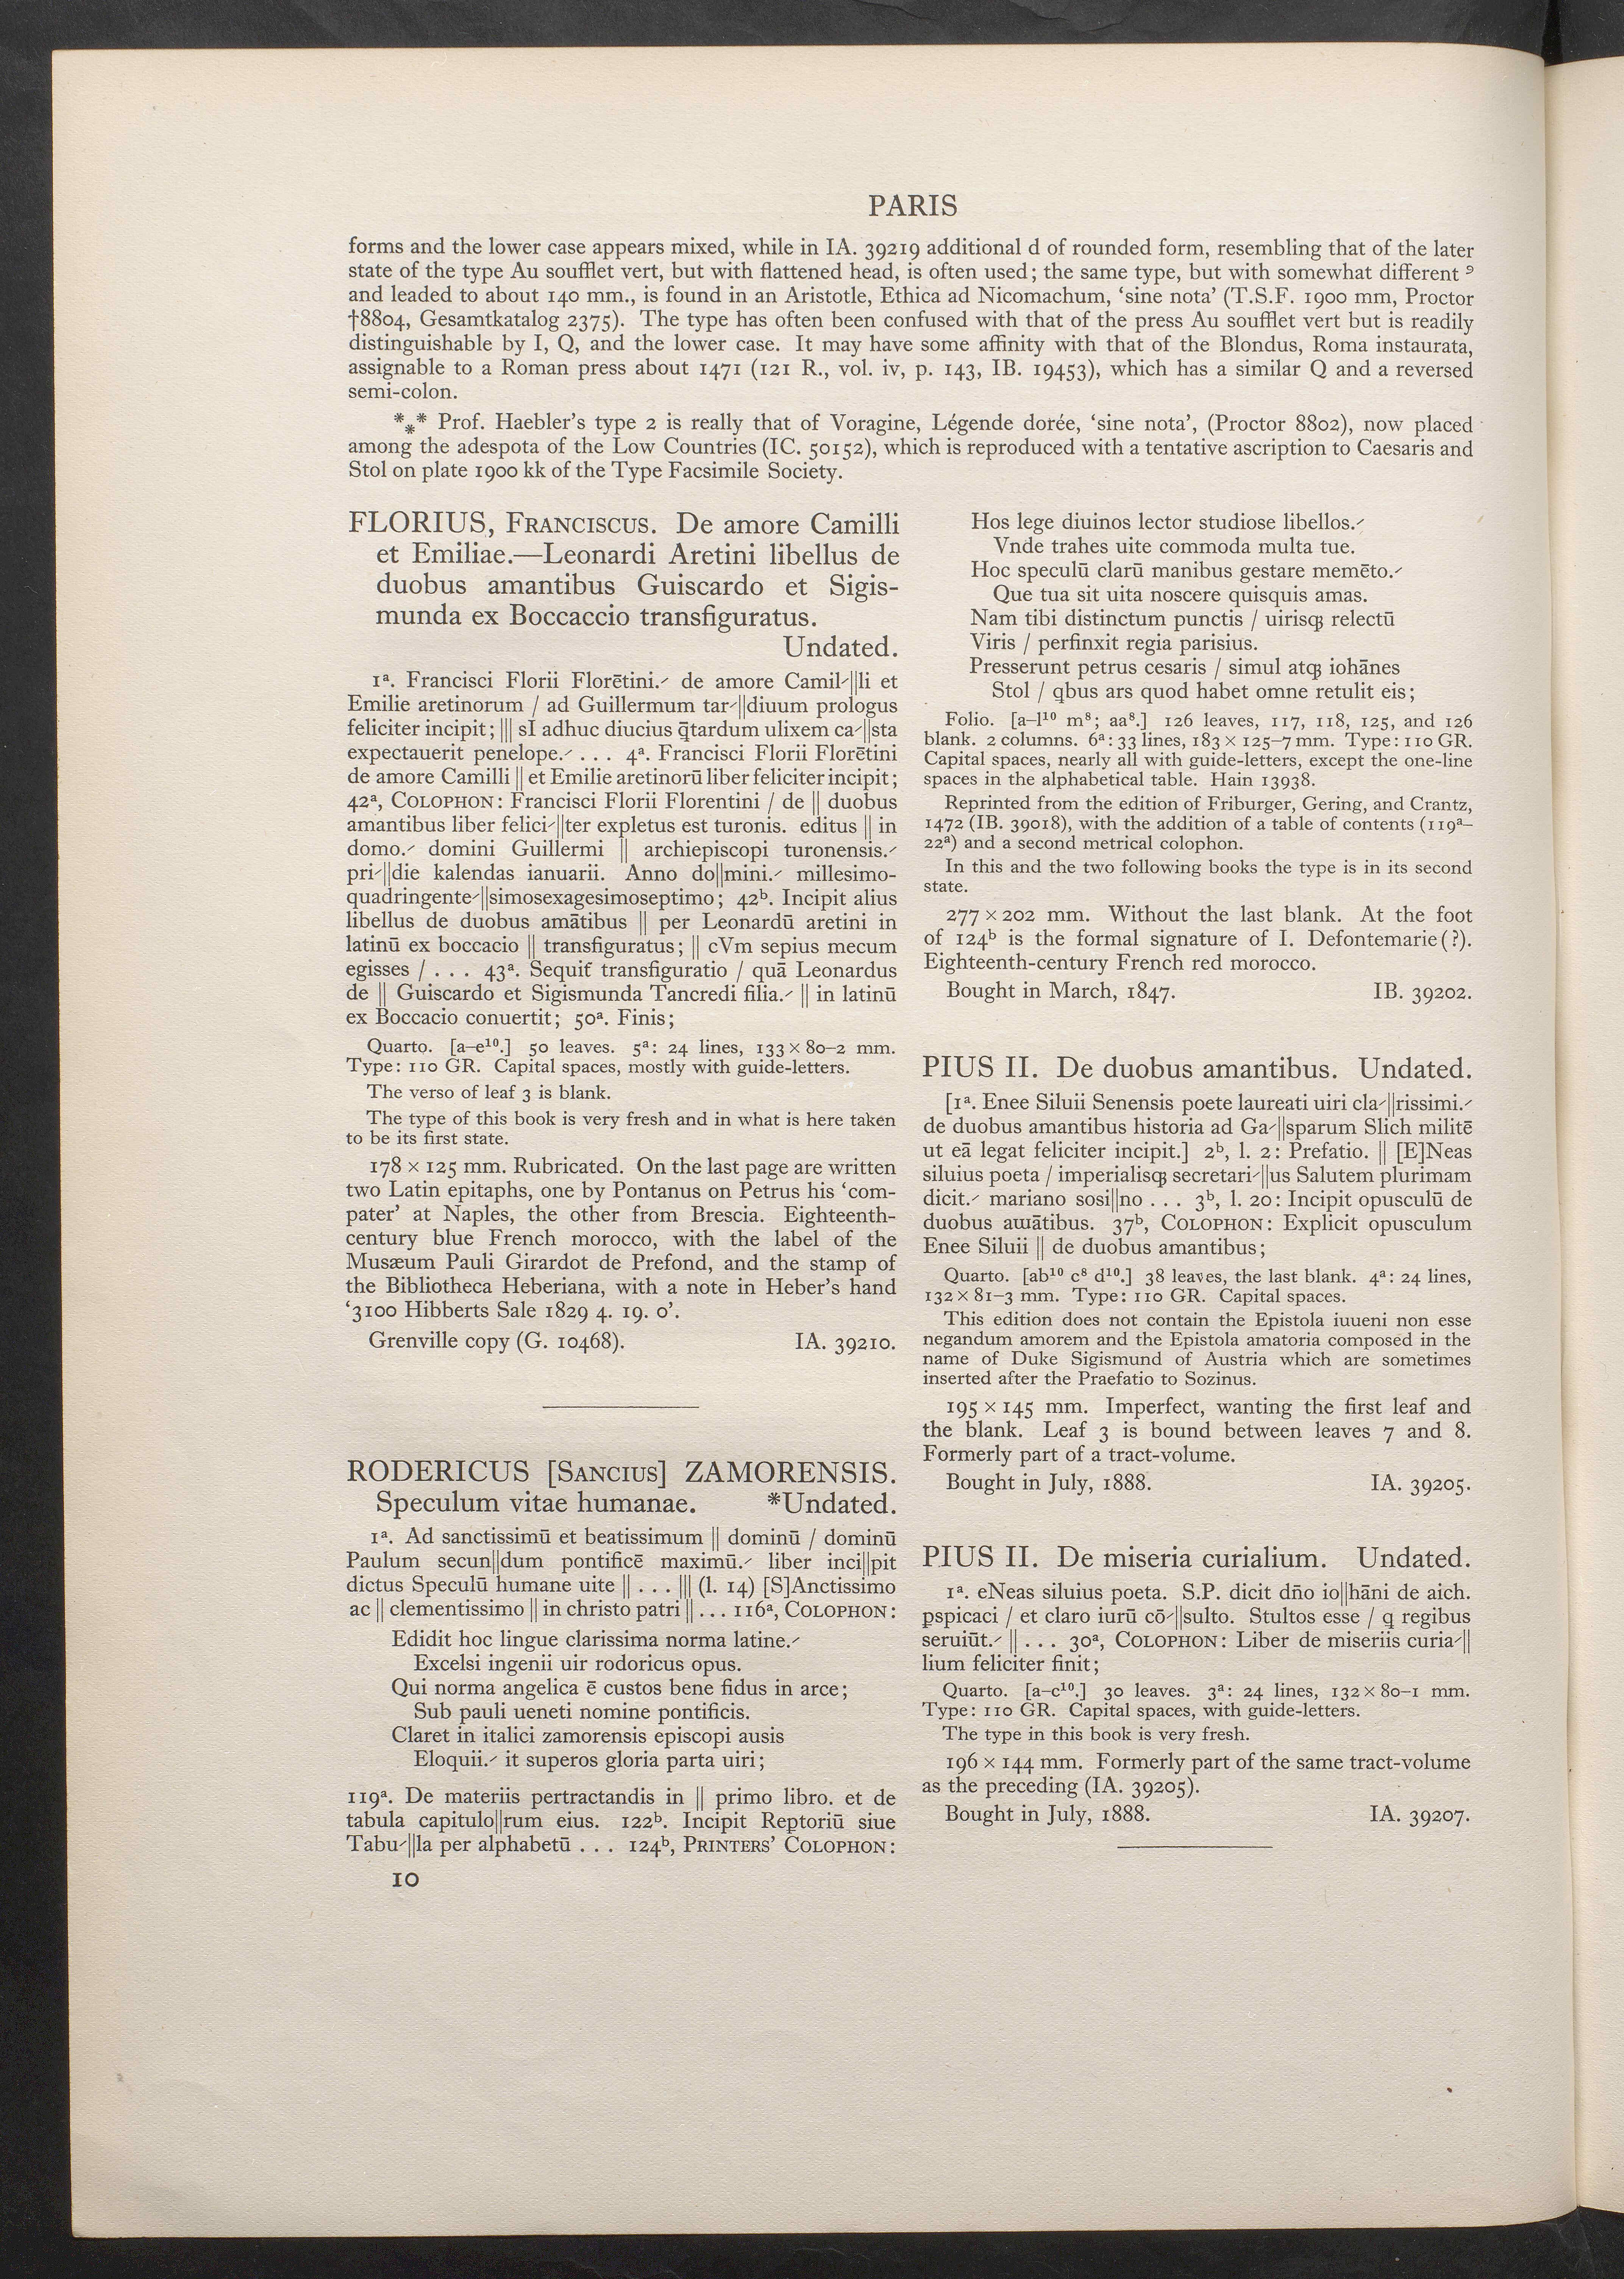 PARIS
forms and the lower case appears mixed, while in IA. 39219 additional d of rounded form, resembling that of the later
state of the type Au soufflet vert, but with flattened head, is often used; the same type, but with somewhat different ꝰ
and leaded to about 140 mm., is found in an Aristotle, Ethica ad Nicomachum, ‘sine nota’ (T.S.F. 1900 mm, Proctor
†8804, Gesamtkatalog 2375). The type has often been confused with that of the press Au soufflet vert but is readily
distinguishable by I, Q, and the lower case. It may have some affinity with that of the Blondus, Roma instaurata,
assignable to a Roman press about 1471 (121 R., vol. iv, p. 143, IB. 19453), which has a similar Q and a reversed
semi-colon.
*** Prof. Haebler’s type 2 is really that of Voragine, Légende dorée, ‘sine nota’, (Proctor 8802), now placed
among the adespota of the Low Countries (IC. 50152), which is reproduced with a tentative ascription to Caesaris and
Stol on plate 1900 kk of the Type Facsimile Society.
FLORIUS, FRANCISCUS. De amore Camilli
et Emiliae.—Leonardi Aretini libellus de
duobus amantibus Guiscardo et Sigis-
munda ex Boccaccio transfiguratus.
Undated.
1ª. Francisci Florii Florētini.⸝ de amore Camil⸝||li et
Emilie aretinorum / ad Guillermum tar⸝||diuum prologus
feliciter incipit; ||| sI adhuc diucius q̄tardum ulixem ca⸝||sta
expectauerit penelope.⸝ . . . 4ª. Francisci Florii Florētini
de amore Camilli || et Emilie aretinorū liber feliciter incipit;
42ª, COLOPHON: Francisci Florii Florentini / de || duobus
amantibus liber felici⸝||ter expletus est turonis. editus || in
domo.⸝ domini Guillermi || archiepiscopi turonensis.⸝
pri⸝||die kalendas ianuarii. Anno do||mini.⸝ millesimo-
quadringente⸝||simosexagesimoseptimo; 42ᵇ. Incipit alius
libellus de duobus amātibus || per Leonardū aretini in
latinū ex boccacio || transfiguratus; || cVm sepius mecum
egisses / . . . 43ª. Sequiť transfiguratio / quā Leonardus
de || Guiscardo et Sigismunda Tancredi filia.⸝ || in latinū
ex Boccacio conuertit; 50ª. Finis;
Quarto. [a–e¹⁰.] 50 leaves. 5ª: 24 lines, 133 × 80–2 mm.
Type: 110 GR. Capital spaces, mostly with guide-letters.
The verso of leaf 3 is blank.
The type of this book is very fresh and in what is here taken
to be its first state.
178 × 125 mm. Rubricated. On the last page are written
two Latin epitaphs, one by Pontanus on Petrus his ‘com-
pater’ at Naples, the other from Brescia. Eighteenth-
century blue French morocco, with the label of the
Musæum Pauli Girardot de Prefond, and the stamp of
the Bibliotheca Heberiana, with a note in Heber’s hand
‘3100 Hibberts Sale 1829 4. 19. 0’.
Grenville copy (G. 10468). IA. 39210.
RODERICUS [SANCIUS] ZAMORENSIS.
Speculum vitae humanae. *Undated.
1ª. Ad sanctissimū et beatissimum || dominū / dominū
Paulum secun||dum pontificē maximū.⸝ liber inci||pit
dictus Speculū humane uite || . . . ||| (l. 14) [S]Anctissimo
ac || clementissimo || in christo patri || . . . 116ª, COLOPHON:
Edidit hoc lingue clarissima norma latine.⸝
Excelsi ingenii uir rodoricus opus.
Qui norma angelica ē custos bene fidus in arce;
Sub pauli ueneti nomine pontificis.
Claret in italici zamorensis episcopi ausis
Eloquii.⸝ it superos gloria parta uiri;
119ª. De materiis pertractandis in || primo libro. et de
tabula capitulo||rum eius. 122ᵇ. Incipit Reꝑtoriū siue
Tabu⸝||la per alphabetū . . . 124ᵇ, PRINTERS’ COLOPHON:
10
Hos lege diuinos lector studiose libellos.⸝
Vnde trahes uite commoda multa tue.
Hoc speculū clarū manibus gestare memēto.⸝
Que tua sit uita noscere quisquis amas.
Nam tibi distinctum punctis / uirisqꝫ relectū
Viris / perfinxit regia parisius.
Presserunt petrus cesaris / simul atqꝫ iohānes
Stol / qbus ars quod habet omne retulit eis;
Folio. [a–l¹⁰ m⁸; aa⁸.] 126 leaves, 117, 118, 125, and 126
blank. 2 columns. 6ª: 33 lines, 183 × 125–7 mm. Type: 110 GR.
Capital spaces, nearly all with guide-letters, except the one-line
spaces in the alphabetical table. Hain 13938.
Reprinted from the edition of Friburger, Gering, and Crantz,
1472 (IB. 39018), with the addition of a table of contents (119ª–
22ª) and a second metrical colophon.
In this and the two following books the type is in its second
state.
277 × 202 mm. Without the last blank. At the foot
of 124ᵇ is the formal signature of I. Defontemarie(?).
Eighteenth-century French red morocco.
Bought in March, 1847. IB. 39202.
PIUS II. De duobus amantibus. Undated.
[1ª. Enee Siluii Senensis poete laureati uiri cla⸝||rissimi.⸝
de duobus amantibus historia ad Ga⸝||sparum Slich militē
ut eā legat feliciter incipit.] 2ᵇ, l. 2: Prefatio. || [E]Neas
siluius poeta / imperialisqꝫ secretari⸝||us Salutem plurimam
dicit.⸝ mariano sosi||no . . . 3ᵇ, l. 20: Incipit opusculū de
duobus aɯātibus. 37ᵇ, COLOPHON: Explicit opusculum
Enee Siluii || de duobus amantibus;
Quarto. [ab¹⁰ c⁸ d¹⁰.] 38 leaves, the last blank. 4ª: 24 lines,
132 × 81–3 mm. Type: 110 GR. Capital spaces.
This edition does not contain the Epistola iuueni non esse
negandum amorem and the Epistola amatoria composed in the
name of Duke Sigismund of Austria which are sometimes
inserted after the Praefatio to Sozinus.
195 × 145 mm. Imperfect, wanting the first leaf and
the blank. Leaf 3 is bound between leaves 7 and 8.
Formerly part of a tract-volume.
Bought in July, 1888. IA. 39205.
PIUS II. De miseria curialium. Undated.
1ª. eNeas siluius poeta. S.P. dicit dn̄o io||hāni de aich.
ꝑspicaci / et claro iurū cō⸝||sulto. Stultos esse / q̨ regibus
seruiūt.⸝ || . . . 30ª, COLOPHON: Liber de miseriis curia⸝||
lium feliciter finit;
Quarto. [a–c¹⁰.] 30 leaves. 3ª: 24 lines, 132 × 80–1 mm.
Type: 110 GR. Capital spaces, with guide-letters.
The type in this book is very fresh.
196 × 144 mm. Formerly part of the same tract-volume
as the preceding (IA. 39205).
Bought in July, 1888. IA. 39207.